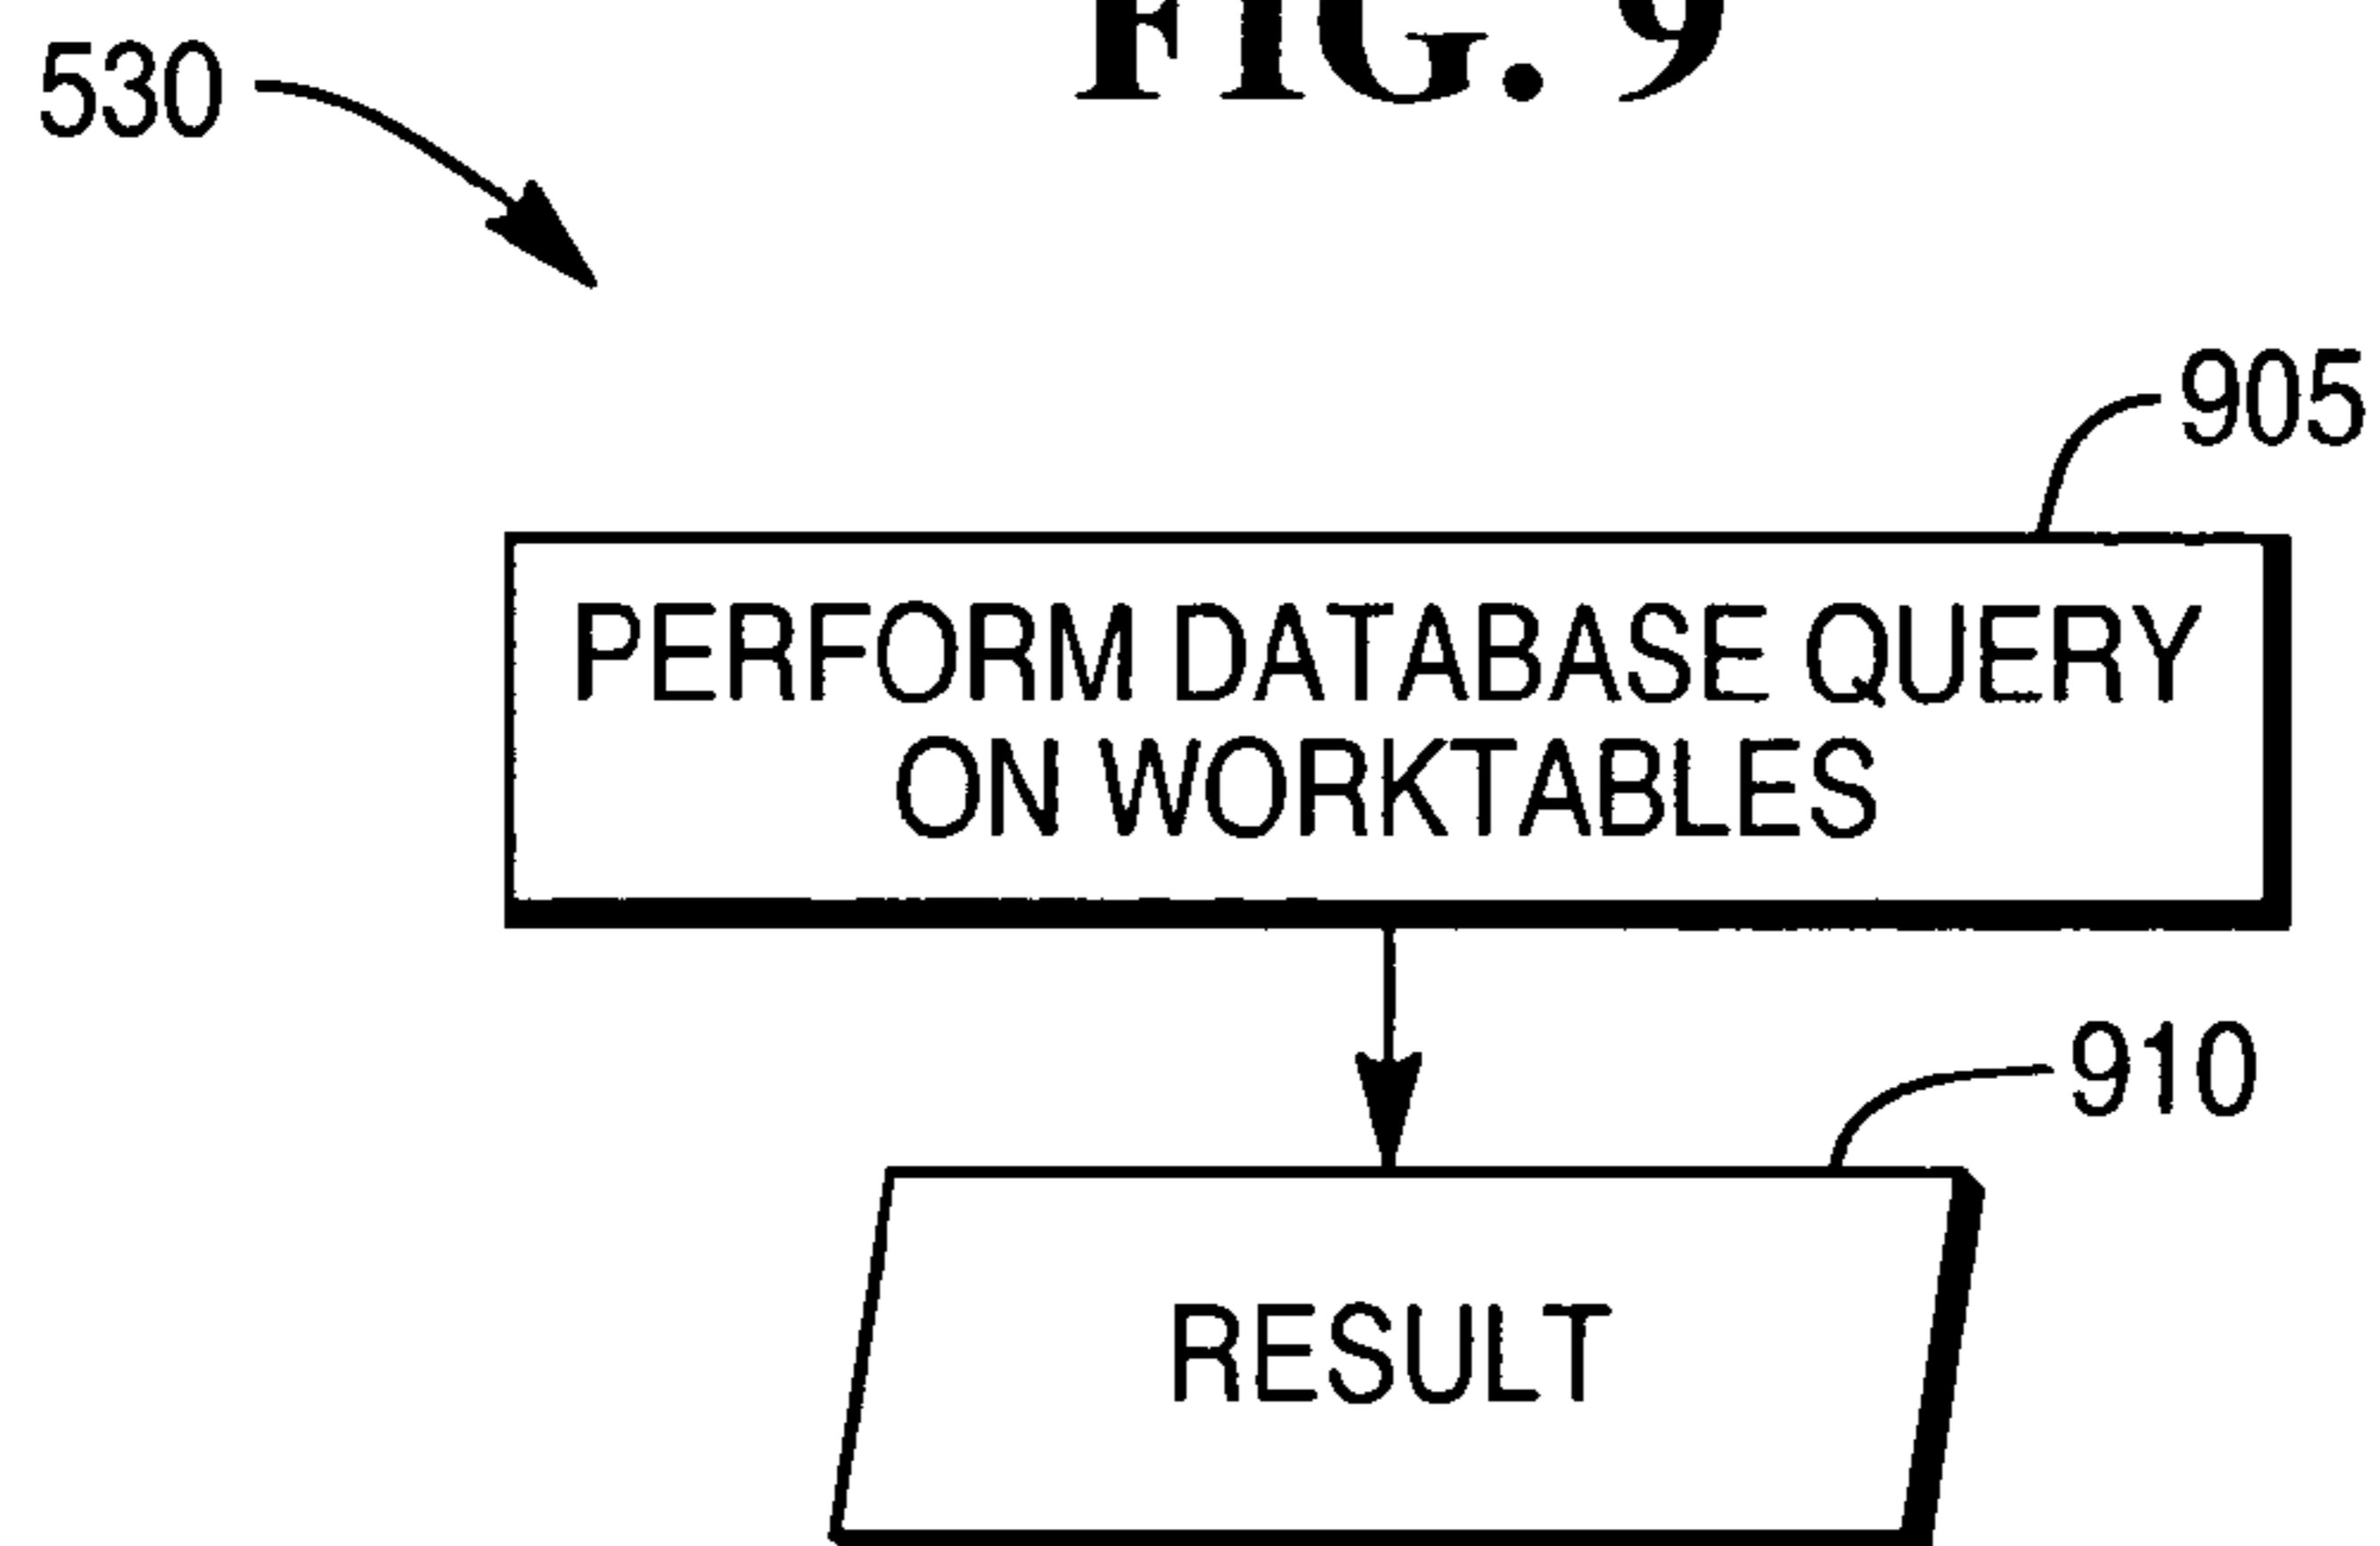 FIG. 9
530
905
PERFORM DATABASE QUERY
ON WORKTABLES
910
RESULT